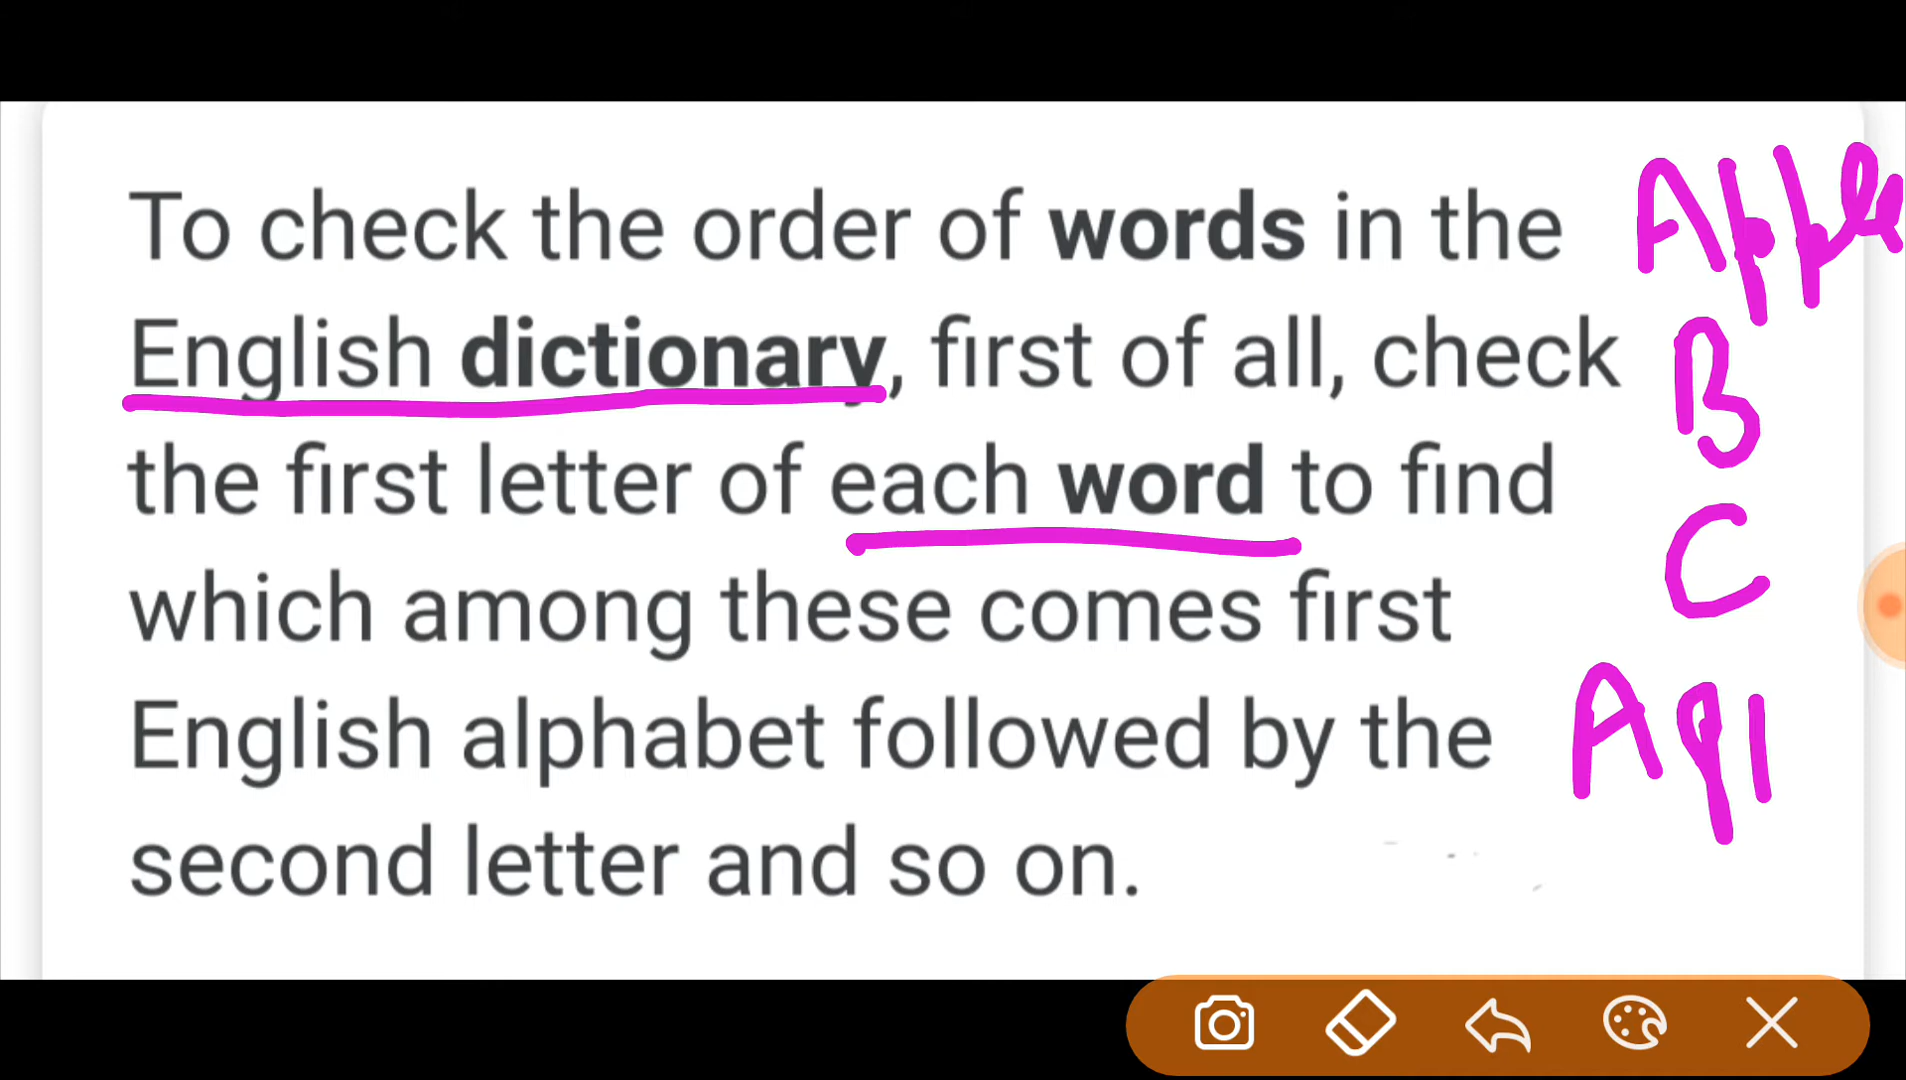 To check the order of words in the
Apple
English dictionary, first of all, check
B
the first letter of each word to find
C
which among these comes first
English alphabet followed by the
second letter and so on.